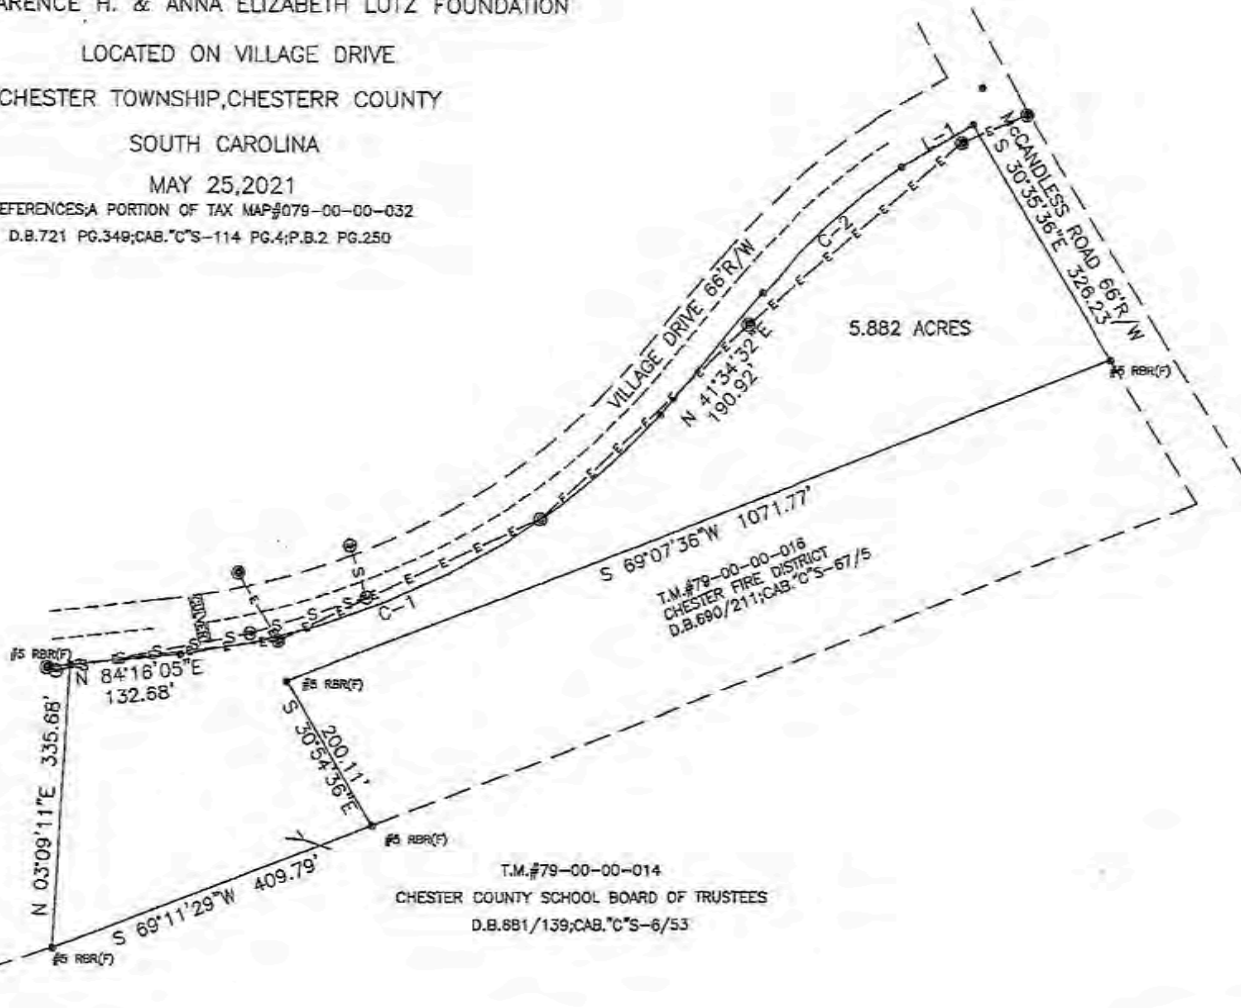 ARENCE H. & ANNA ELIZABETH LUTZ FOUNDATION
LOCATED ON VILLAGE DRIVE
CHESTER TOWNSHIP,CHESTERR COUNTY
SOUTH CAROLINA
MAY 25,2021
EFERENCES;A PORTION OF TAX MAP#079-00-00-032
D.B.721 PG.349;CAB."C"S-114 PG.4;P.B.2 PG.250
L-1
McCANDLESS ROAD 66'R/W
S 30°35'36"E 326.23'
C-2
VILLAGE DRIVE 66'R/W
5.882 ACRES
#5 RBR(F)
N 41°34'32"E
190.92'
S 69°07'36"W 1071.77'
T.M.#79-00-00-016
CHESTER FIRE DISTRICT
D.B.690/211;CAB."C"S-67/5
C-1
#5 RBR(F)
N 84°16'05"E
132.68'
#5 RBR(F)
200.11'
S 30°54'36"E
N 03°09'11"E 335.68'
#5 RBR(F)
S 69°11'29"W 409.79'
#5 RBR(F)
T.M.#79-00-00-014
CHESTER COUNTY SCHOOL BOARD OF TRUSTEES
D.B.681/139;CAB."C"S-6/53